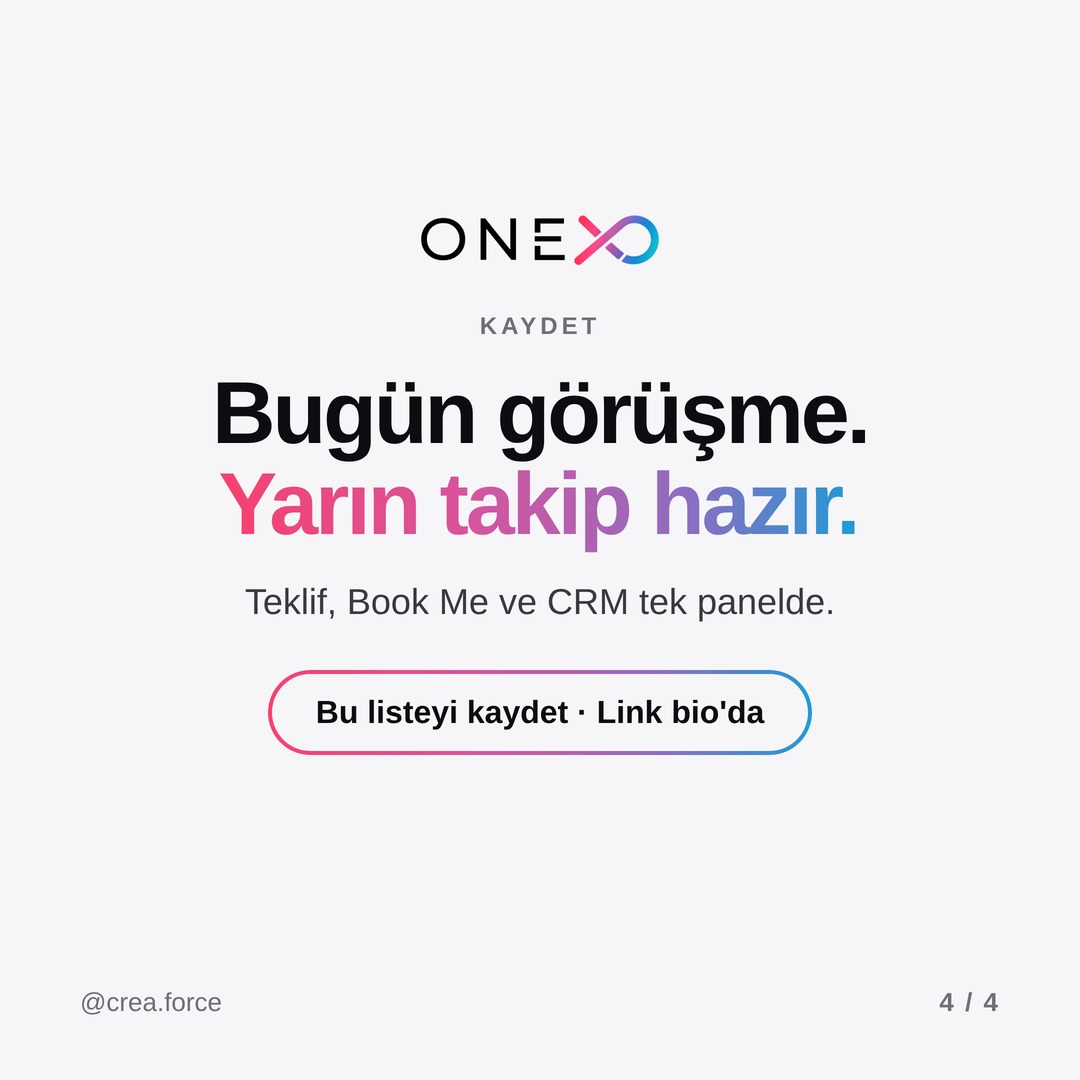 ONEXO
KAYDET
Bugün görüşme.
Yarın takip hazır.
Teklif, Book Me ve CRM tek panelde.
Bu listeyi kaydet · Link bio'da
@crea.force
4 / 4